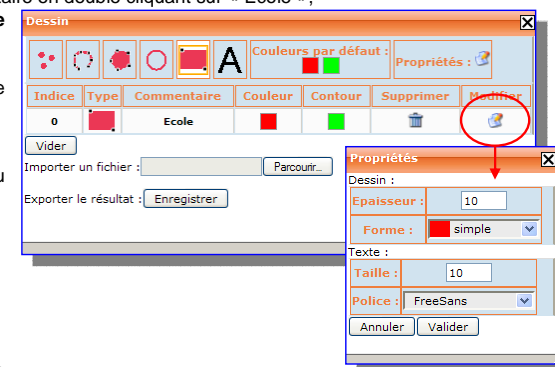 taire en double cliquant sur « Ecole » ;
e
Dessin
A
Couleurs par défaut :
Propriétés :
e
Indice Type Commentaire Couleur Contour Supprimer Modifier
0 Ecole
Vider
Importer un fichier : Parcourir...
u
Exporter le résultat : Enregistrer
Propriétés
Dessin :
Epaisseur : 10
Forme : simple
Texte :
Taille : 10
Police : FreeSans
Annuler Valider